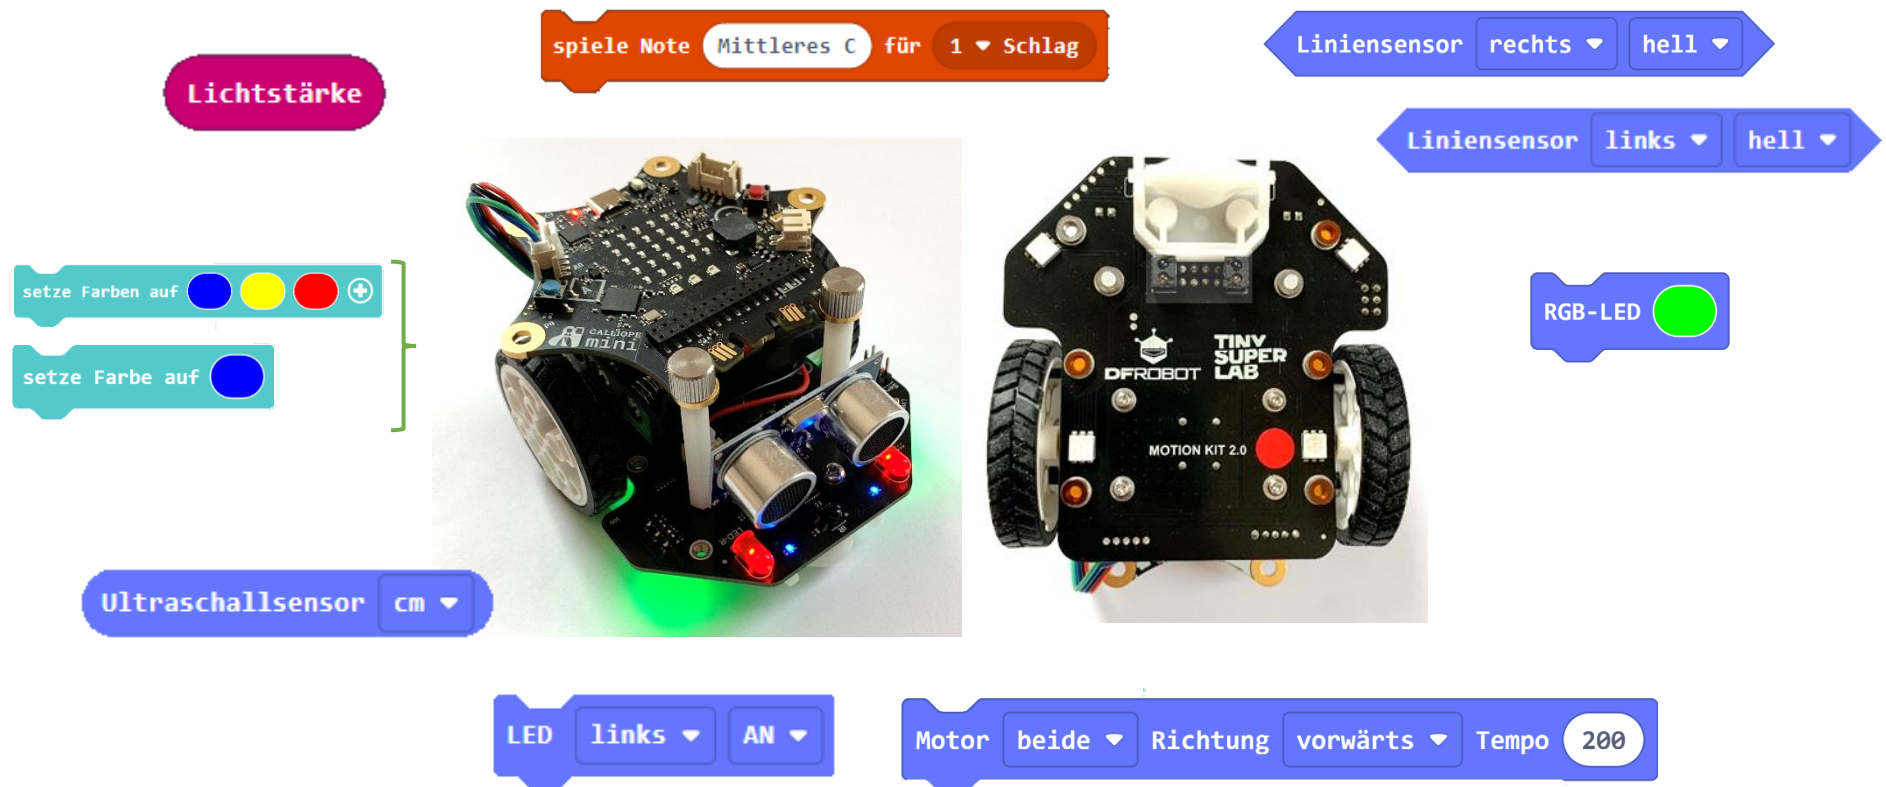 spiele Note Mittleres C für 1 Schlag
Liniensensor rechts hell
Lichtstärke
Liniensensor links hell
setze Farben auf
RGB-LED
CALLIOPE
mini
TINY
SUPER
LAB
DFROBOT
setze Farbe auf
MOTION KIT 2.0
LED-R
IR
Ultraschallsensor cm
LED links AN
Motor beide Richtung vorwärts Tempo 200